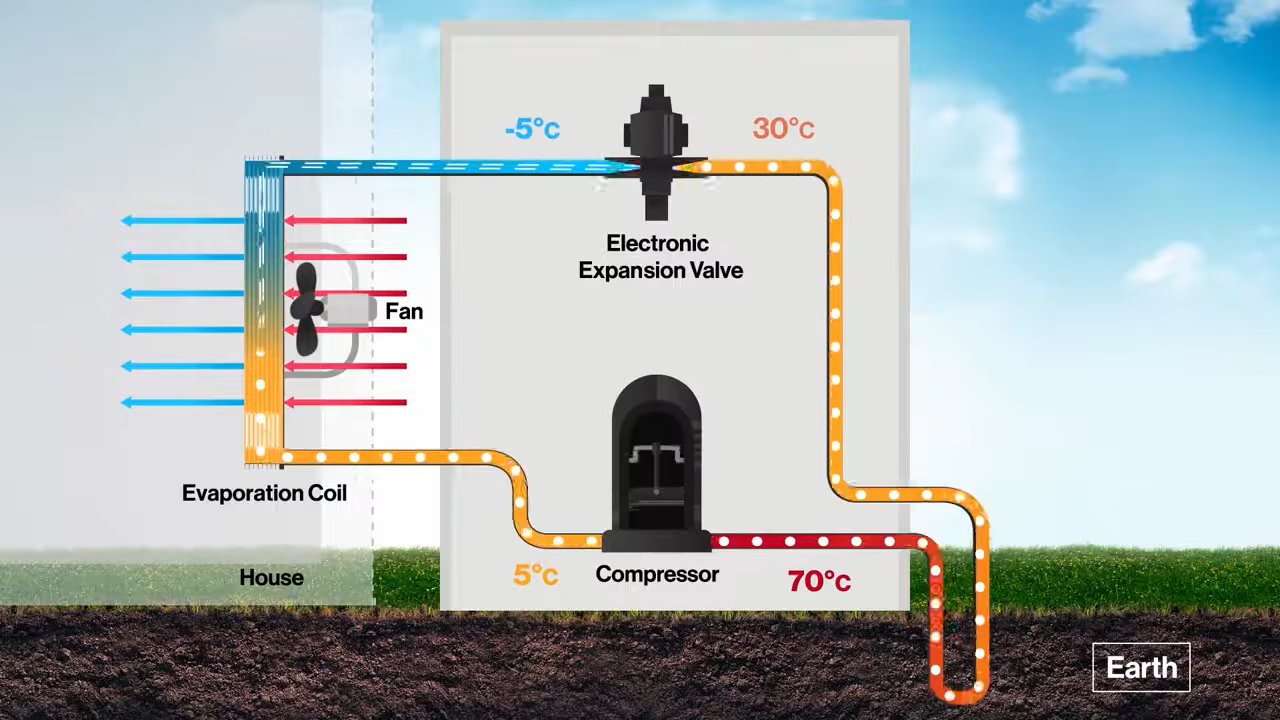 -5°C
30°C
Electronic
Expansion Valve
Fan
Evaporation Coil
House
5°C
Compressor
70°C
Earth